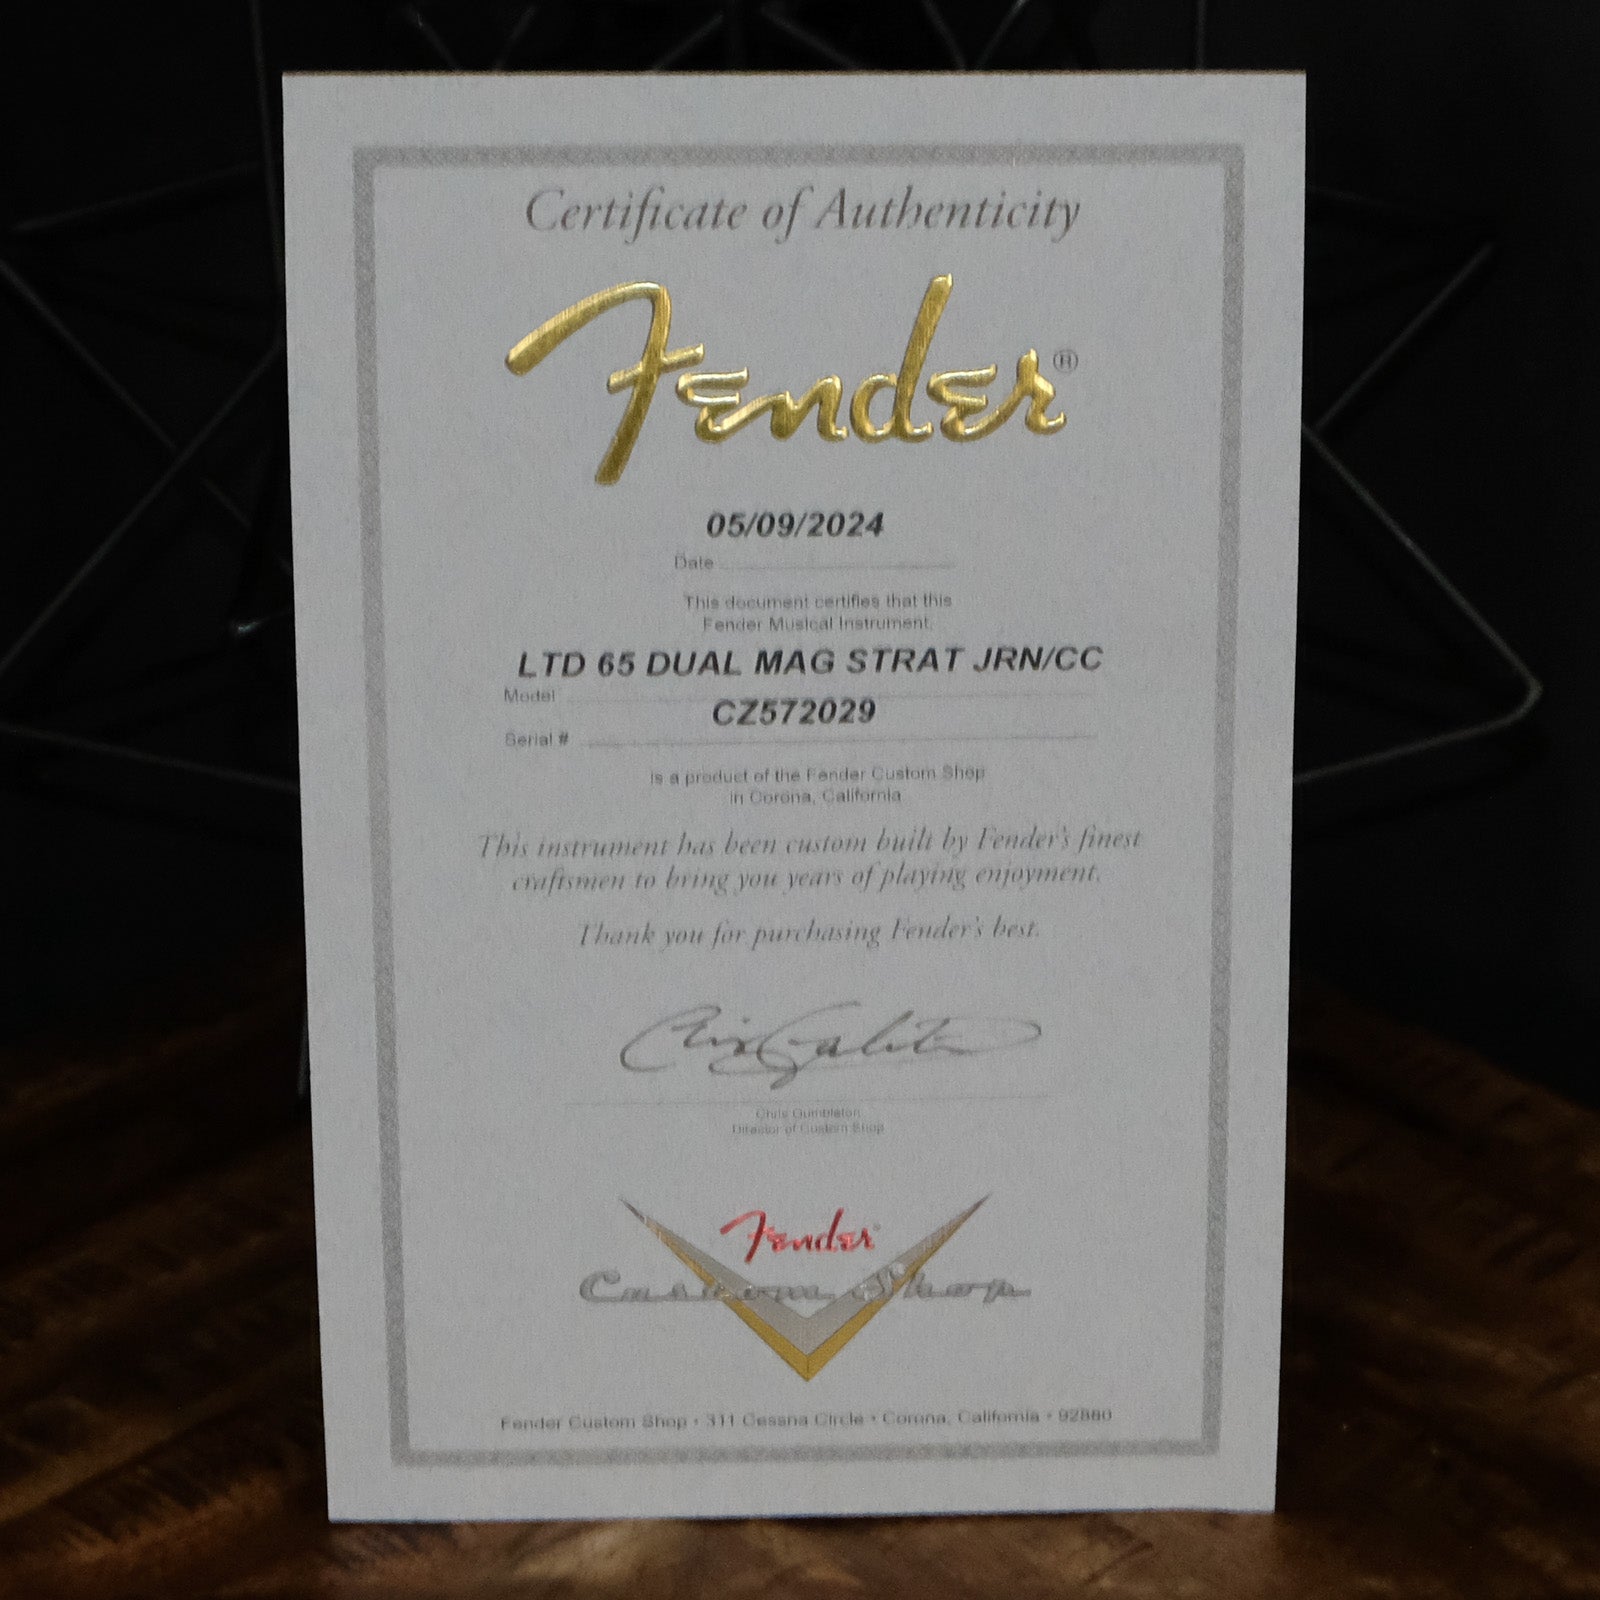 Certificate of Authenticity
Fender®
05/09/2024
Date
This document certifies that this
Fender Musical Instrument,
LTD 65 DUAL MAG STRAT JRN/CC
Model
CZ572029
Serial #
is a product of the Fender Custom Shop
in Corona, California
This instrument has been custom built by Fender's finest
craftsmen to bring you years of playing enjoyment.
Thank you for purchasing Fender's best.
Chris Gumbleton
Director of Custom Shop
Fender
Custom Shop
Fender Custom Shop • 311 Cessna Circle • Corona, California • 92880